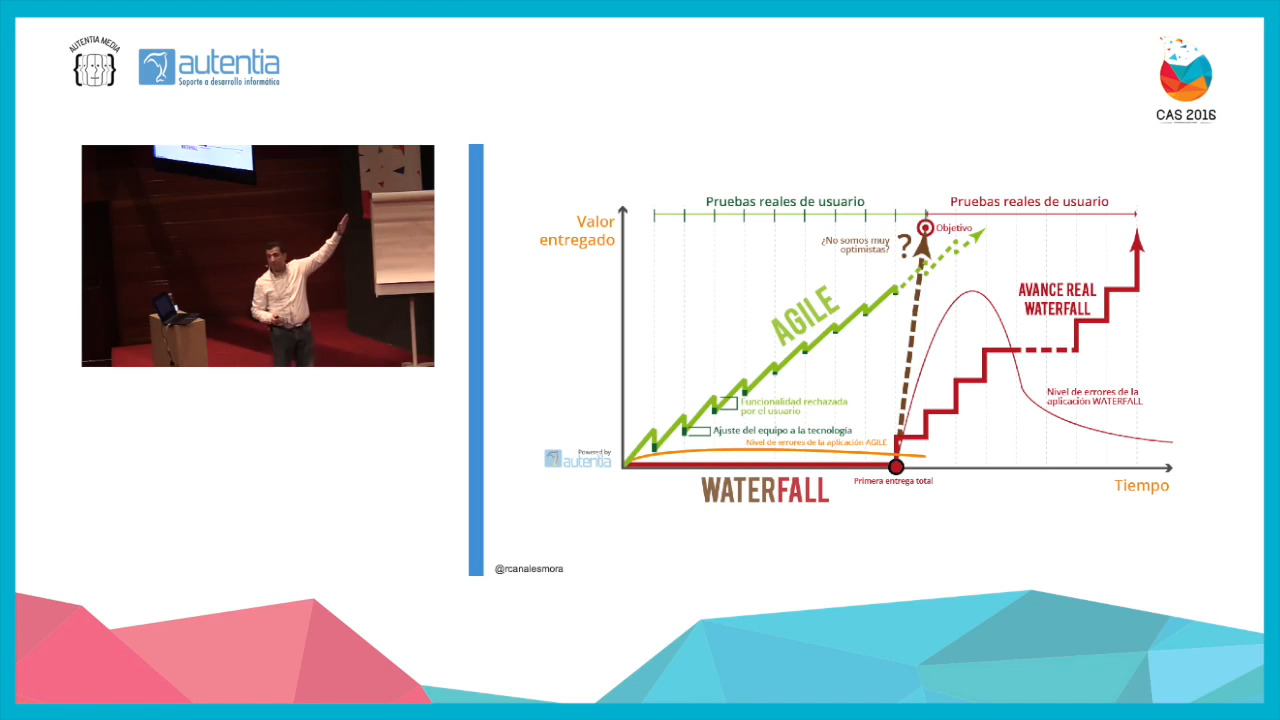 AUTENTIA MEDIA
autentia
Soporte a desarrollo informático
CAS 2016
Pruebas reales de usuario
Pruebas reales de usuario
Valor
entregado
¿No somos muy
optimistas?
?
Objetivo
AGILE
AVANCE REAL
WATERFALL
Funcionalidad rechazada
por el usuario
Nivel de errores de la
aplicación WATERFALL
Ajuste del equipo a la tecnología
Nivel de errores de la aplicación AGILE
Powered by
autentia
WATERFALL
Primera entrega total
Tiempo
@rcanalesmora